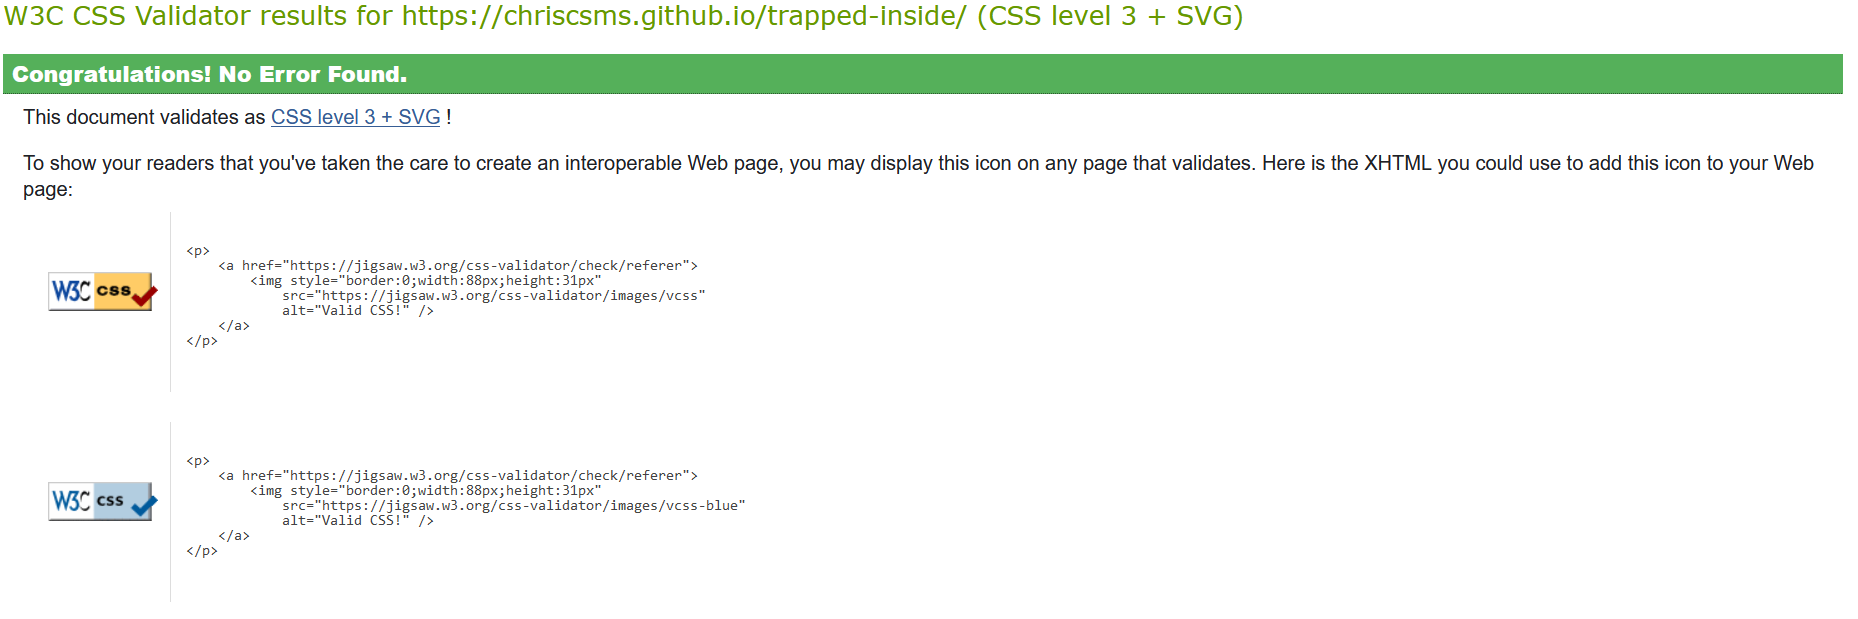 W3C CSS Validator results for https://chriscsms.github.io/trapped-inside/ (CSS level 3 + SVG)
Congratulations! No Error Found.
This document validates as CSS level 3 + SVG !
To show your readers that you've taken the care to create an interoperable Web page, you may display this icon on any page that validates. Here is the XHTML you could use to add this icon to your Web
page:
<p>
<a href="https://jigsaw.w3.org/css-validator/check/referer">
<img style="border:0;width:88px;height:31px"
W3C css
src="https://jigsaw.w3.org/css-validator/images/vcss"
alt="Valid CSS!" />
</a>
</p>
<p>
<a href="https://jigsaw.w3.org/css-validator/check/referer">
<img style="border:0;width:88px;height:31px"
W3C css
src="https://jigsaw.w3.org/css-validator/images/vcss-blue"
alt="Valid CSS!" />
</a>
</p>